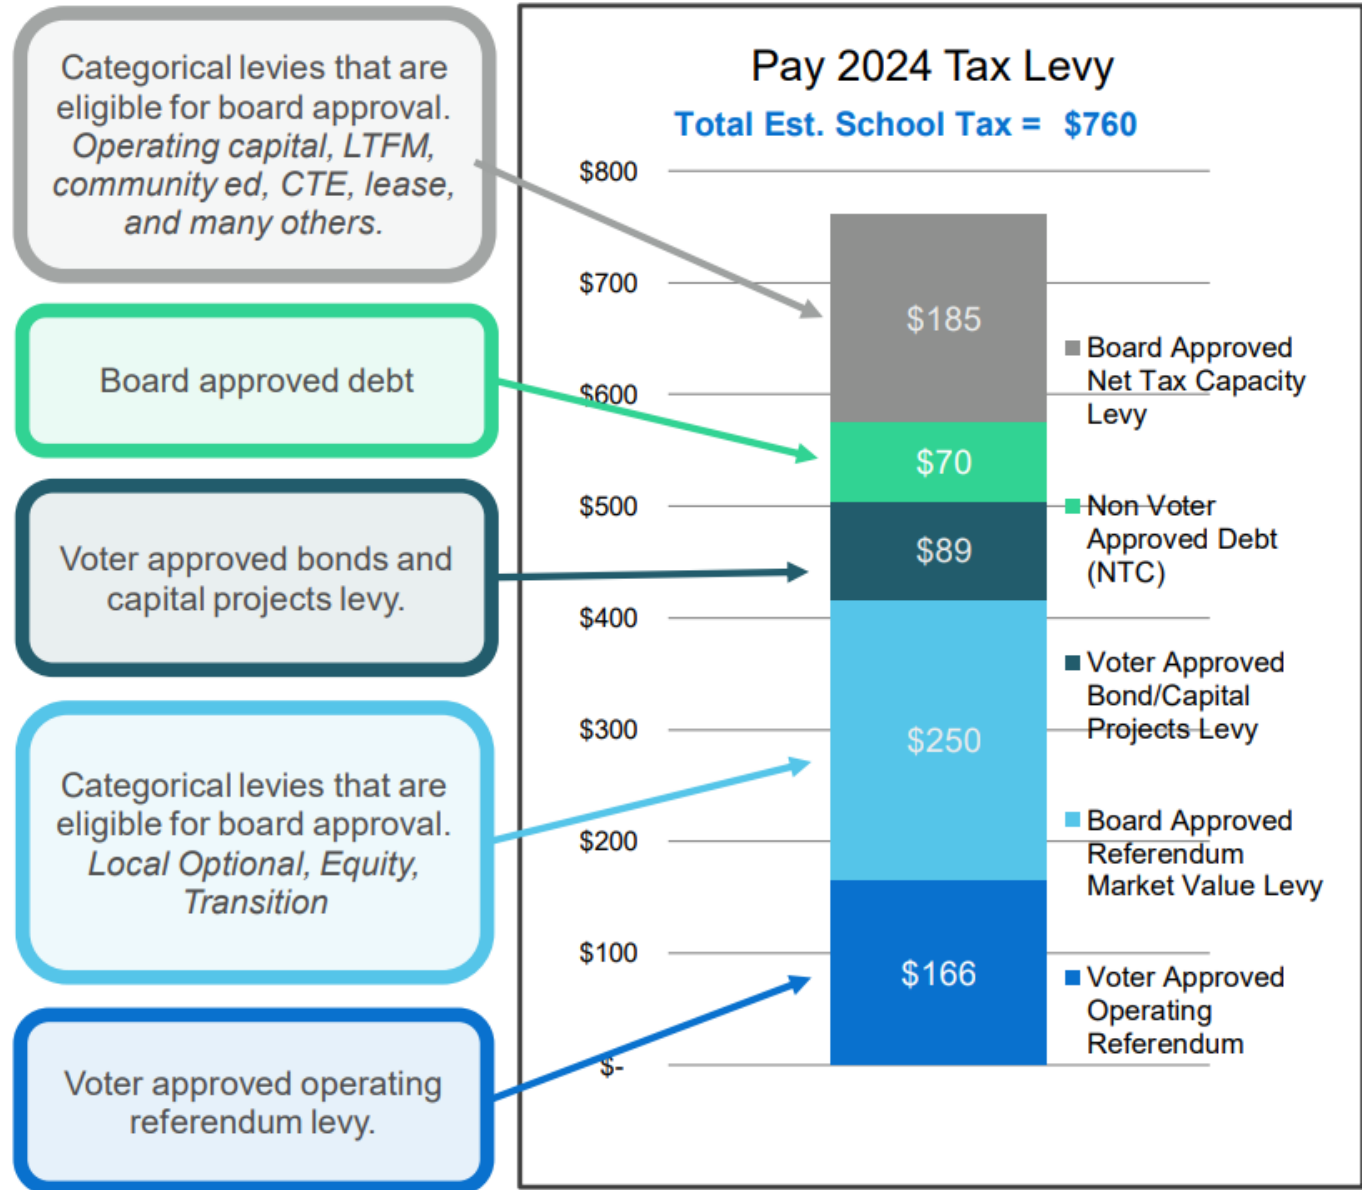 Categorical levies that are
eligible for board approval.
Operating capital, LTFM,
community ed, CTE, lease,
and many others.
Board approved debt
Voter approved bonds and
capital projects levy.
Categorical levies that are
eligible for board approval.
Local Optional, Equity,
Transition
Voter approved operating
referendum levy.
Pay 2024 Tax Levy
Total Est. School Tax = $760
$800
$700
$600
$500
$400
$300
$200
$100
$-
$185
$70
$89
$250
$166
Board Approved
Net Tax Capacity
Levy
Non Voter
Approved Debt
(NTC)
Voter Approved
Bond/Capital
Projects Levy
Board Approved
Referendum
Market Value Levy
Voter Approved
Operating
Referendum